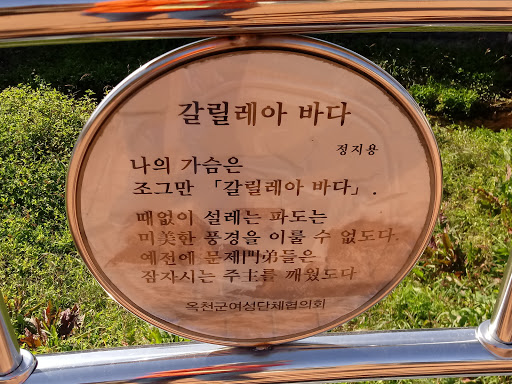 갈릴레아 바다
정지용
나의 가슴은
조그만 「갈릴레아 바다」.
때없이 설레는 파도는
미美한 풍경을 이룰 수 없도다.
예전에 문제門弟들은
잠자시는 주主를 깨웠도다
옥천군여성단체협의회